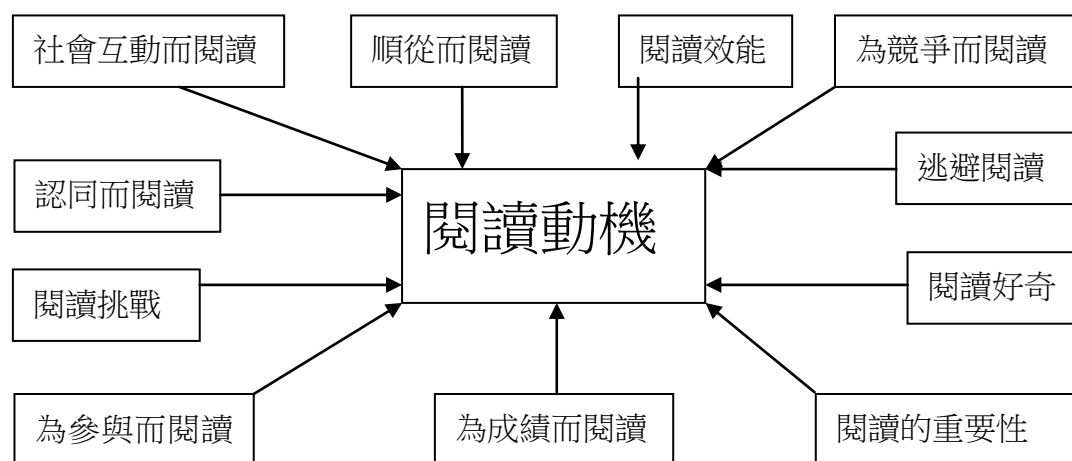 社會互動而閱讀
順從而閱讀
閱讀效能
為競爭而閱讀
逃避閱讀
認同而閱讀
閱讀動機
閱讀好奇
閱讀挑戰
為參與而閱讀
為成績而閱讀
閱讀的重要性